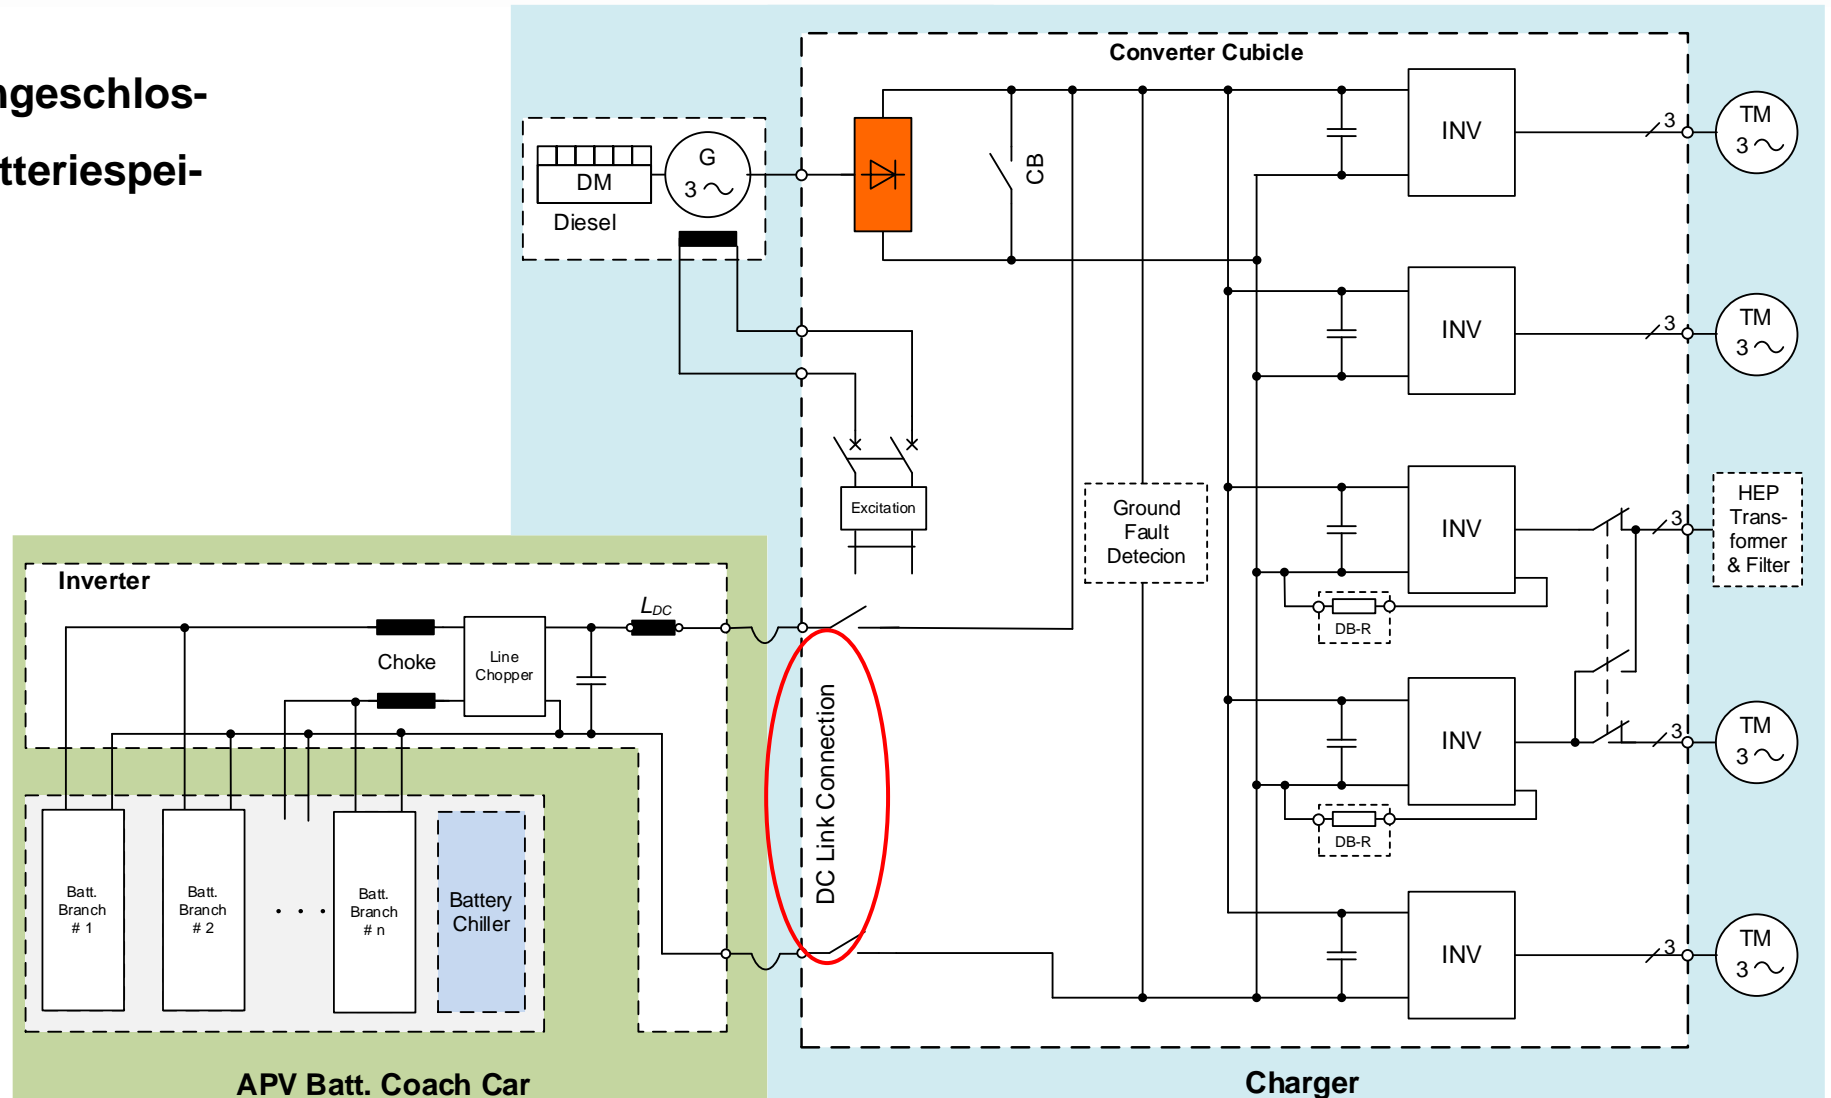 ngeschlos-
tteriespei-
Converter Cubicle
DM
Diesel
G
3
CB
INV
3
TM
3
INV
3
TM
3
Excitation
Ground
Fault
Detecion
INV
3
HEP
Trans-
former
& Filter
DB-R
INV
3
TM
3
DB-R
INV
3
TM
3
DC Link Connection
Inverter
LDC
Choke
Line
Chopper
Batt.
Branch
# 1
Batt.
Branch
# 2
. . .
Batt.
Branch
# n
Battery
Chiller
APV Batt. Coach Car
Charger